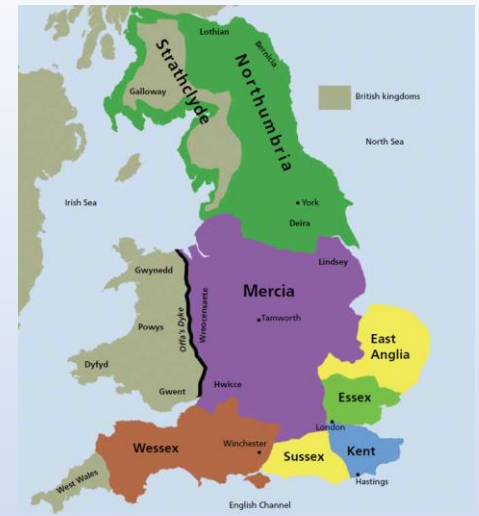 Lothian
Bernicia
Strathclyde
Northumbria
Galloway
British kingdoms
North Sea
Irish Sea
York
Deira
Lindsey
Gwynedd
Offa's Dyke
Wreocensaete
Mercia
Powys
Tamworth
East
Anglia
Dyfyd
Gwent
Hwicce
Essex
London
Wessex
Winchester
Sussex
Kent
West Wales
Hastings
English Channel